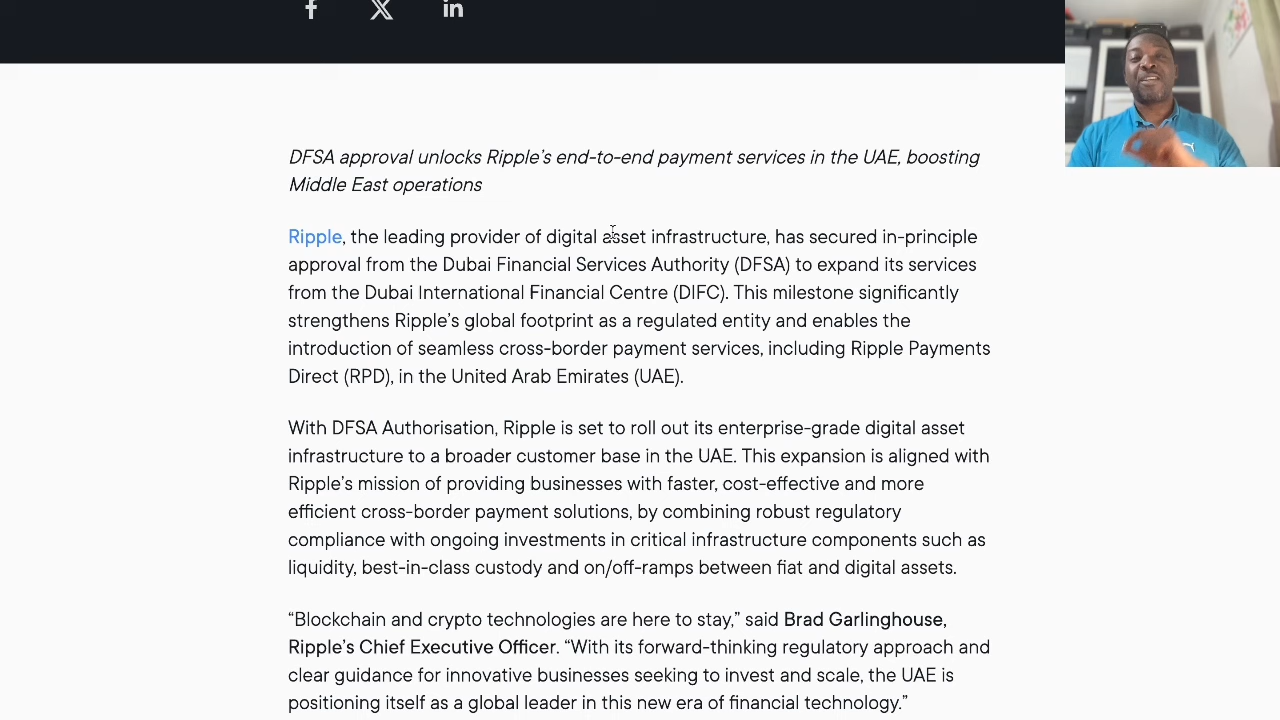 DFSA approval unlocks Ripple's end-to-end payment services in the UAE, boosting
Middle East operations
Ripple, the leading provider of digital asset infrastructure, has secured in-principle
approval from the Dubai Financial Services Authority (DFSA) to expand its services
from the Dubai International Financial Centre (DIFC). This milestone significantly
strengthens Ripple's global footprint as a regulated entity and enables the
introduction of seamless cross-border payment services, including Ripple Payments
Direct (RPD), in the United Arab Emirates (UAE).
With DFSA Authorisation, Ripple is set to roll out its enterprise-grade digital asset
infrastructure to a broader customer base in the UAE. This expansion is aligned with
Ripple's mission of providing businesses with faster, cost-effective and more
efficient cross-border payment solutions, by combining robust regulatory
compliance with ongoing investments in critical infrastructure components such as
liquidity, best-in-class custody and on/off-ramps between fiat and digital assets.
“Blockchain and crypto technologies are here to stay,” said Brad Garlinghouse,
Ripple's Chief Executive Officer. “With its forward-thinking regulatory approach and
clear guidance for innovative businesses seeking to invest and scale, the UAE is
positioning itself as a global leader in this new era of financial technology.”